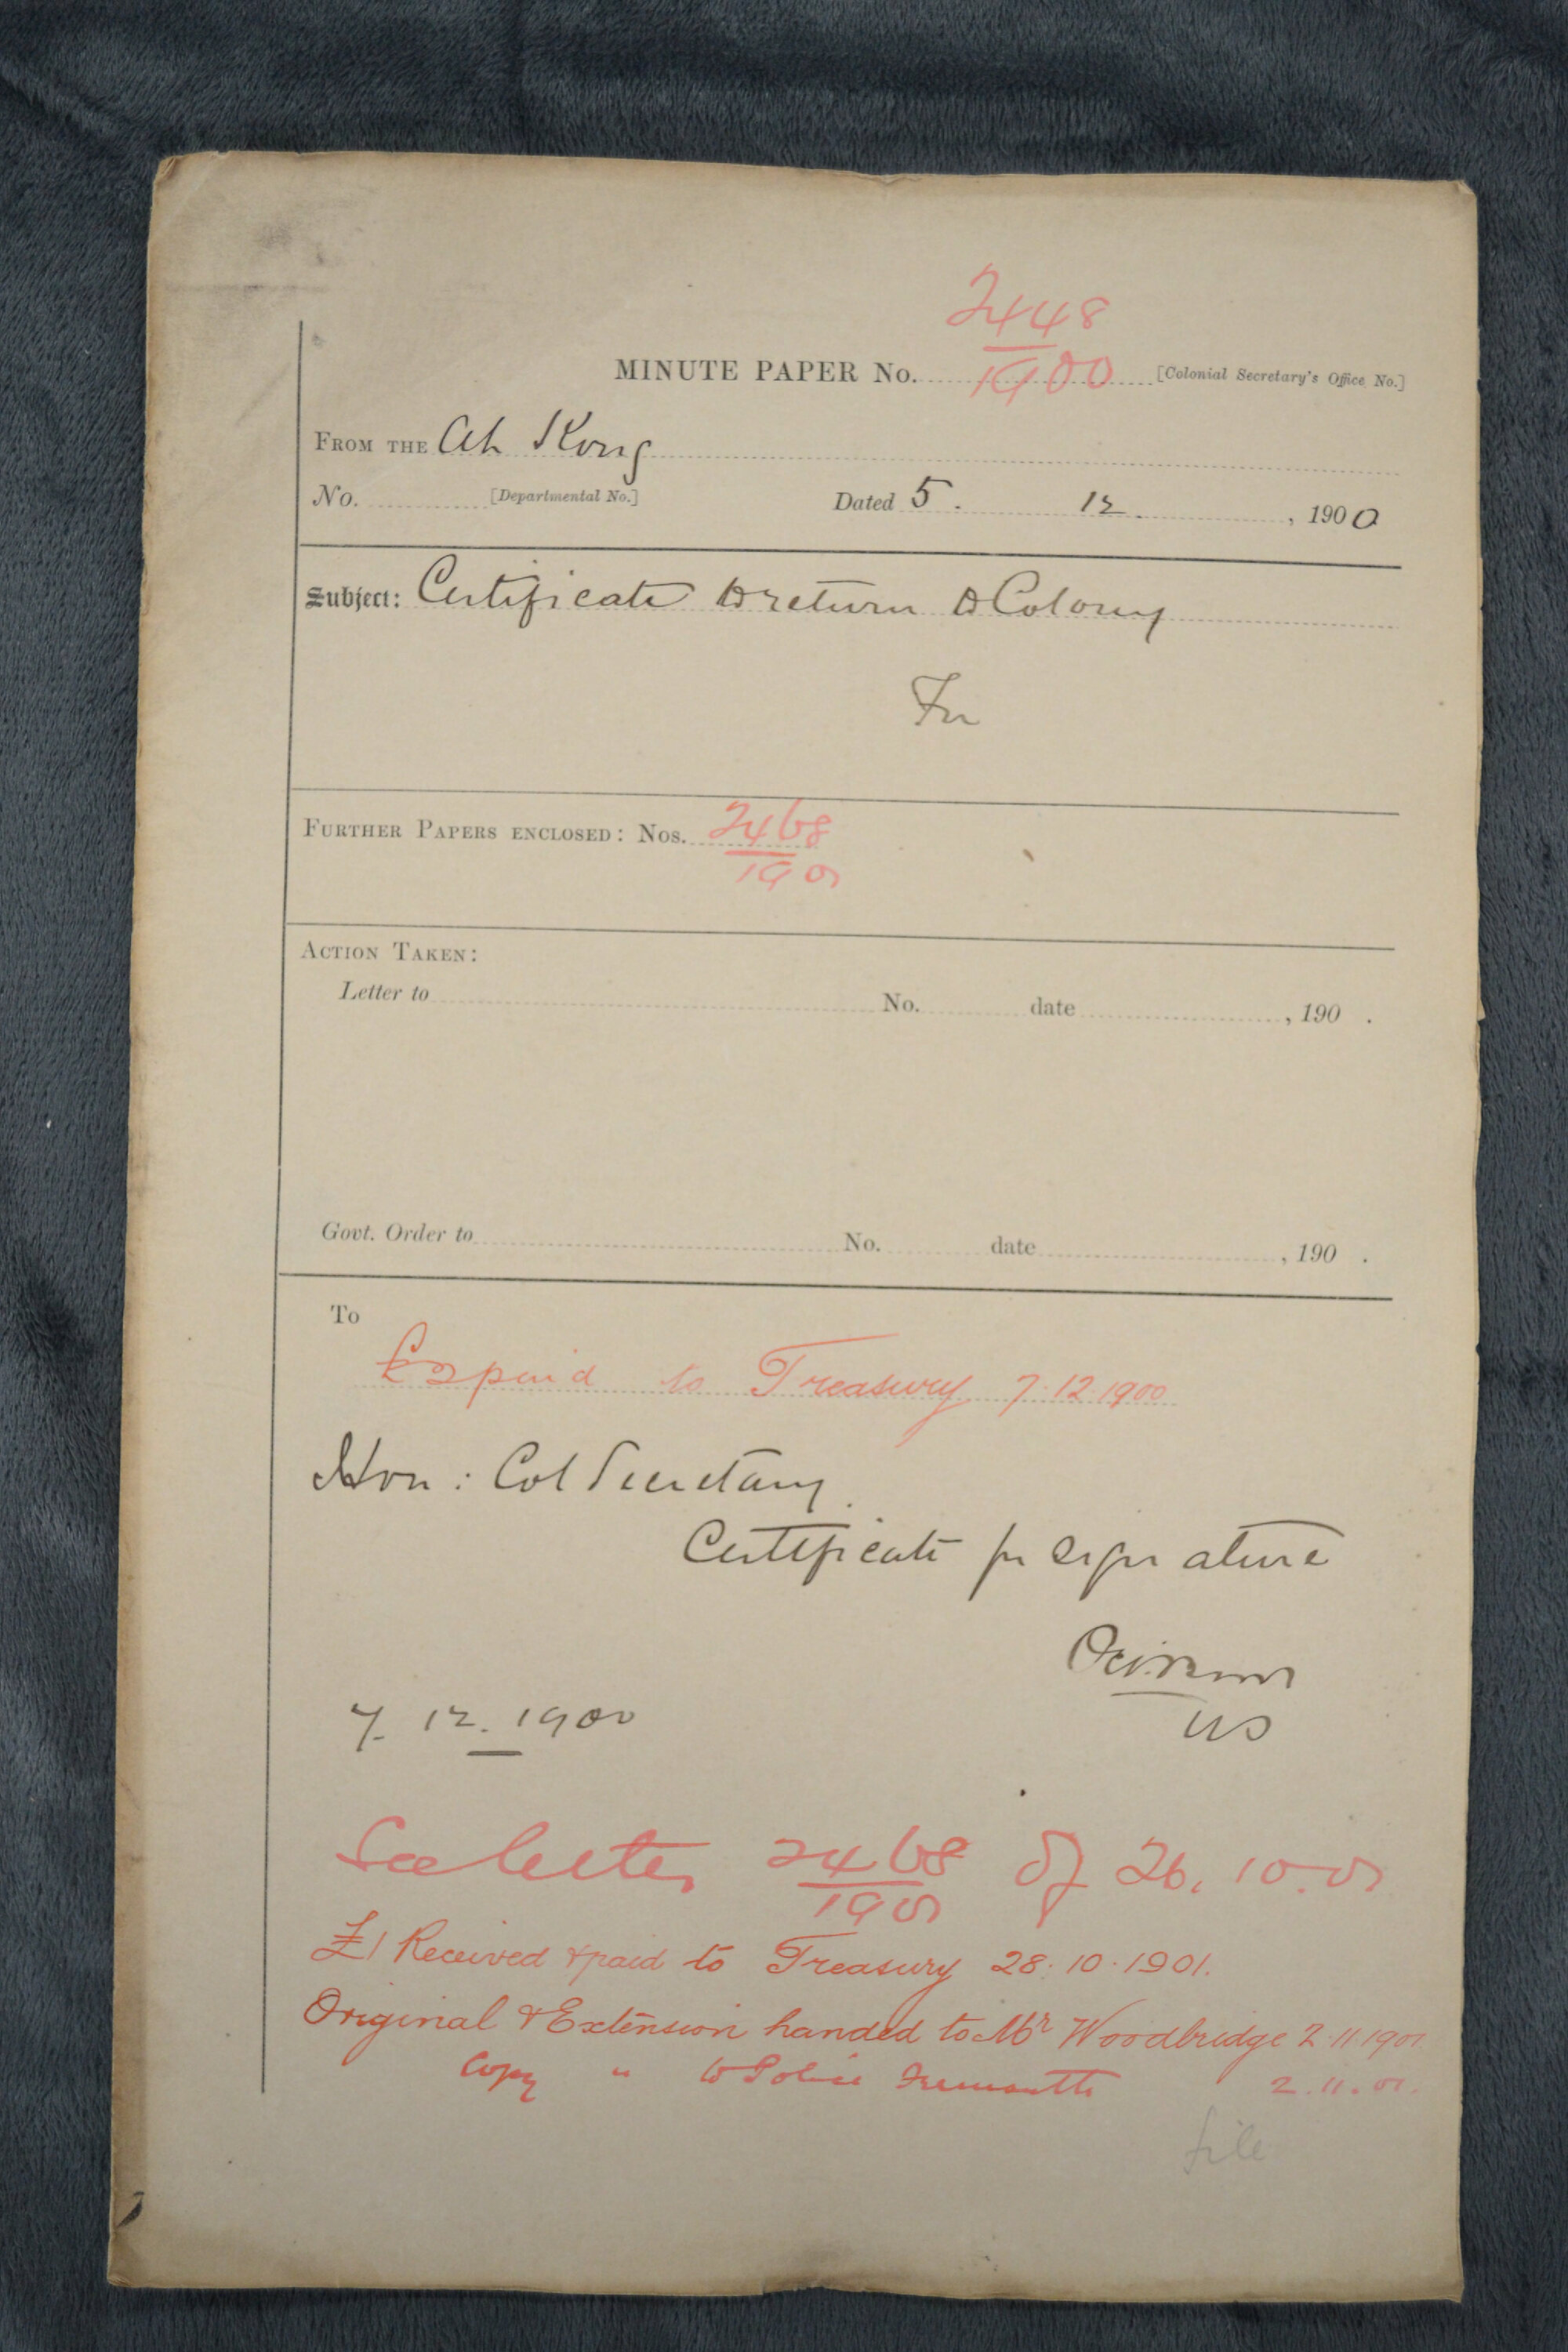 2448
MINUTE PAPER No. 1900 [Colonial Secretary's Office No.]
FROM THE Ah Kong
No. [Departmental No.] Dated 5. 12. , 1900
Subject: Certificate to return to Colony
FURTHER PAPERS ENCLOSED: Nos. 2468
1901
ACTION TAKEN:
Letter to No. date , 190 .
Govt. Order to No. date , 190 .
To
paid to Treasury 7.12.1900
Hon: Col Secretary.
Certificate for signature
US
7. 12. 1900
See letter 2468 of 26.10.01
1901
£1 Received & paid to Treasury 28.10.1901.
Original & Extension handed to Mr Woodbridge 2.11.1901
Copy " to Police Fremantle 2.11.01.
file